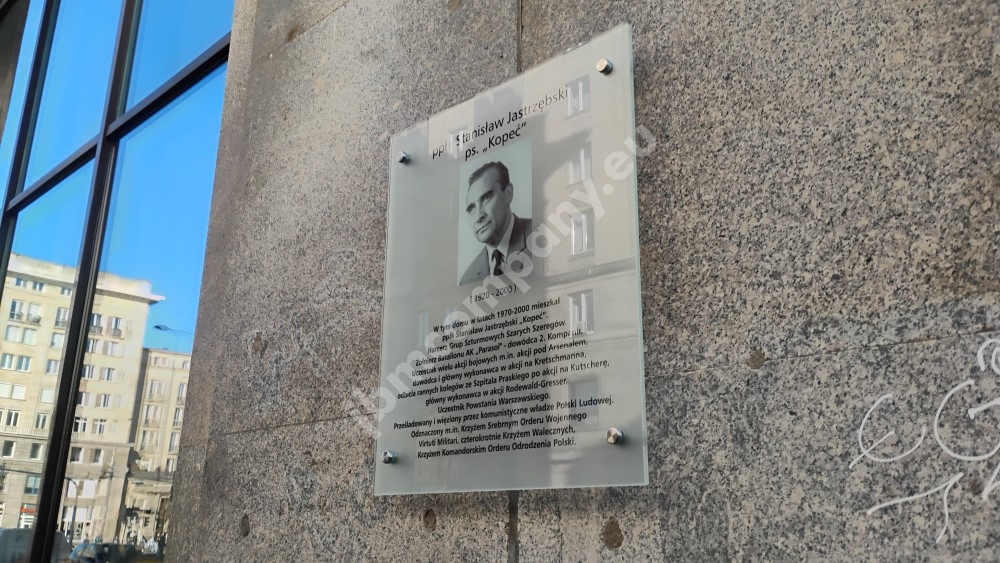 ppłk Stanisław Jastrzębski
ps. „Kopeć”
( 1920 - 2000 )
W tym domu w latach 1970-2000 mieszkał
ppłk Stanisław Jastrzębski „Kopeć”.
Harcerz Grup Szturmowych Szarych Szeregów.
Żołnierz Batalionu AK „Parasol” - dowódca 2. Kompanii.
Uczestnik wielu akcji bojowych m.in. akcji pod Arsenałem,
dowódca i główny wykonawca w akcji na Kretschmanna,
odbicia rannych kolegów ze Szpitala Praskiego po akcji na Kutscherę,
główny wykonawca w akcji Rodewald-Gresser.
Uczestnik Powstania Warszawskiego.
Prześladowany i więziony przez komunistyczne władze Polski Ludowej.
Odznaczony m.in. Krzyżem Srebrnym Orderu Wojennego
Virtuti Militari, czterokrotnie Krzyżem Walecznych,
Krzyżem Komandorskim Orderu Odrodzenia Polski.
jbmcompany.eu